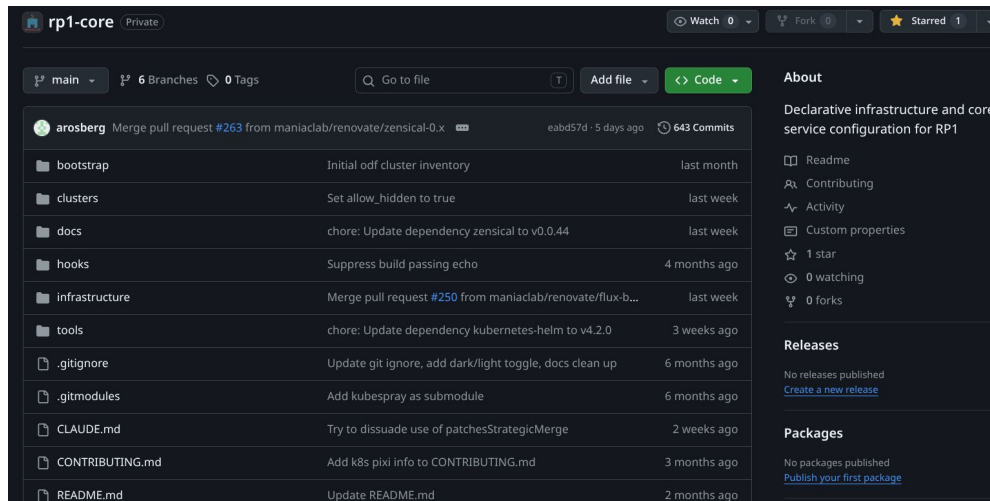 rp1-core Private Watch 0 Fork 0 Starred 1
main 6 Branches 0 Tags Go to file T Add file Code
arosberg Merge pull request #263 from maniaclab/renovate/zensical-0.x eabd57d · 5 days ago 643 Commits
bootstrap Initial odf cluster inventory last month
clusters Set allow_hidden to true last week
docs chore: Update dependency zensical to v0.0.44 last week
hooks Suppress build passing echo 4 months ago
infrastructure Merge pull request #250 from maniaclab/renovate/flux-b... last week
tools chore: Update dependency kubernetes-helm to v4.2.0 3 weeks ago
.gitignore Update git ignore, add dark/light toggle, docs clean up 6 months ago
.gitmodules Add kubespray as submodule 6 months ago
CLAUDE.md Try to dissuade use of patchesStrategicMerge 2 weeks ago
CONTRIBUTING.md Add k8s pixi info to CONTRIBUTING.md 3 months ago
README.md Update README.md 2 months ago
About
Declarative infrastructure and core
service configuration for RP1
Readme
Contributing
Activity
Custom properties
1 star
0 watching
0 forks
Releases
No releases published
Create a new release
Packages
No packages published
Publish your first package